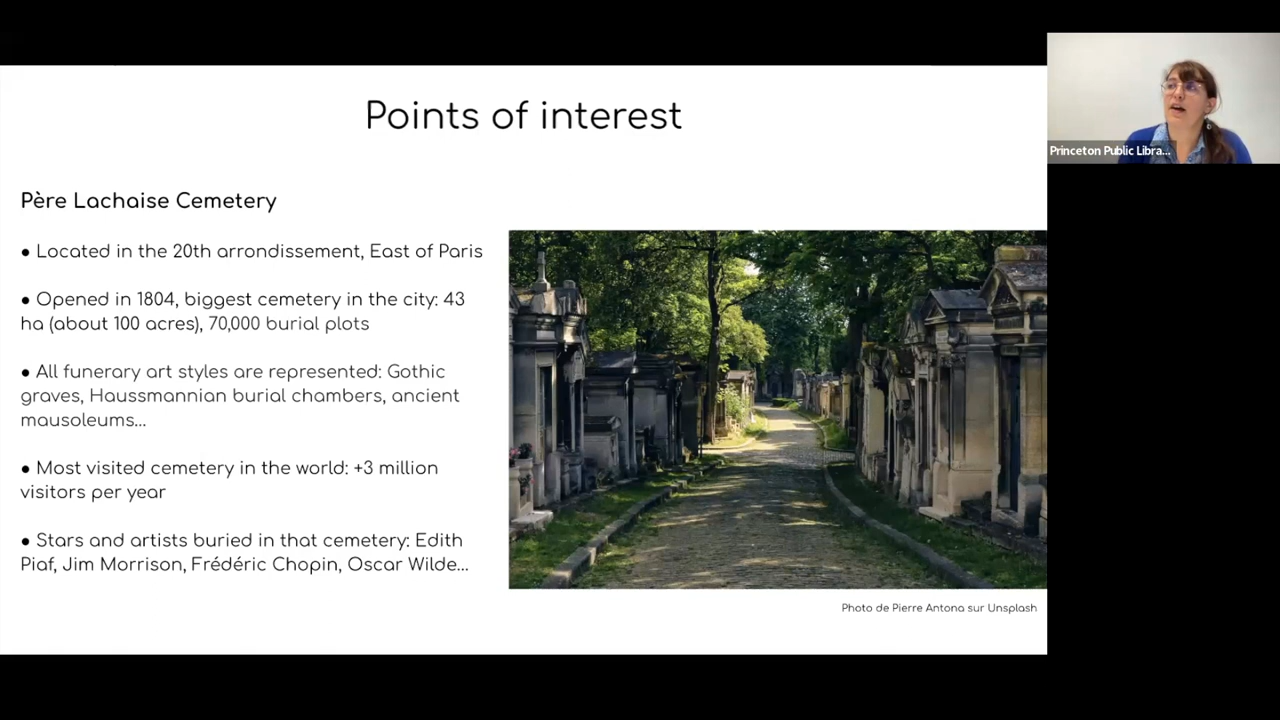 Points of interest
Père Lachaise Cemetery
● Located in the 20th arrondissement, East of Paris
● Opened in 1804, biggest cemetery in the city: 43
ha (about 100 acres), 70,000 burial plots
● All funerary art styles are represented: Gothic
graves, Haussmannian burial chambers, ancient
mausoleums...
● Most visited cemetery in the world: +3 million
visitors per year
● Stars and artists buried in that cemetery: Edith
Piaf, Jim Morrison, Frédéric Chopin, Oscar Wilde...
Photo de Pierre Antona sur Unsplash
Princeton Public Libra...